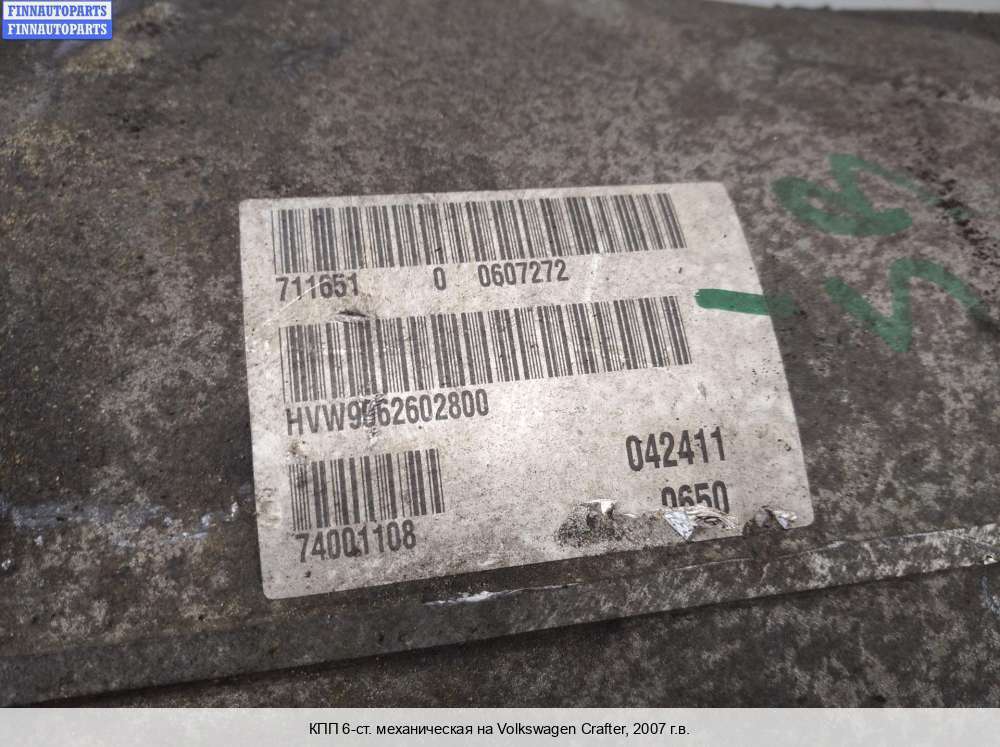 FINNAUTOPARTS
FINNAUTOPARTS
711651 0 0607272
HVW9062602800
74001108
042411
0650
КПП 6-ст. механическая на Volkswagen Crafter, 2007 г.в.